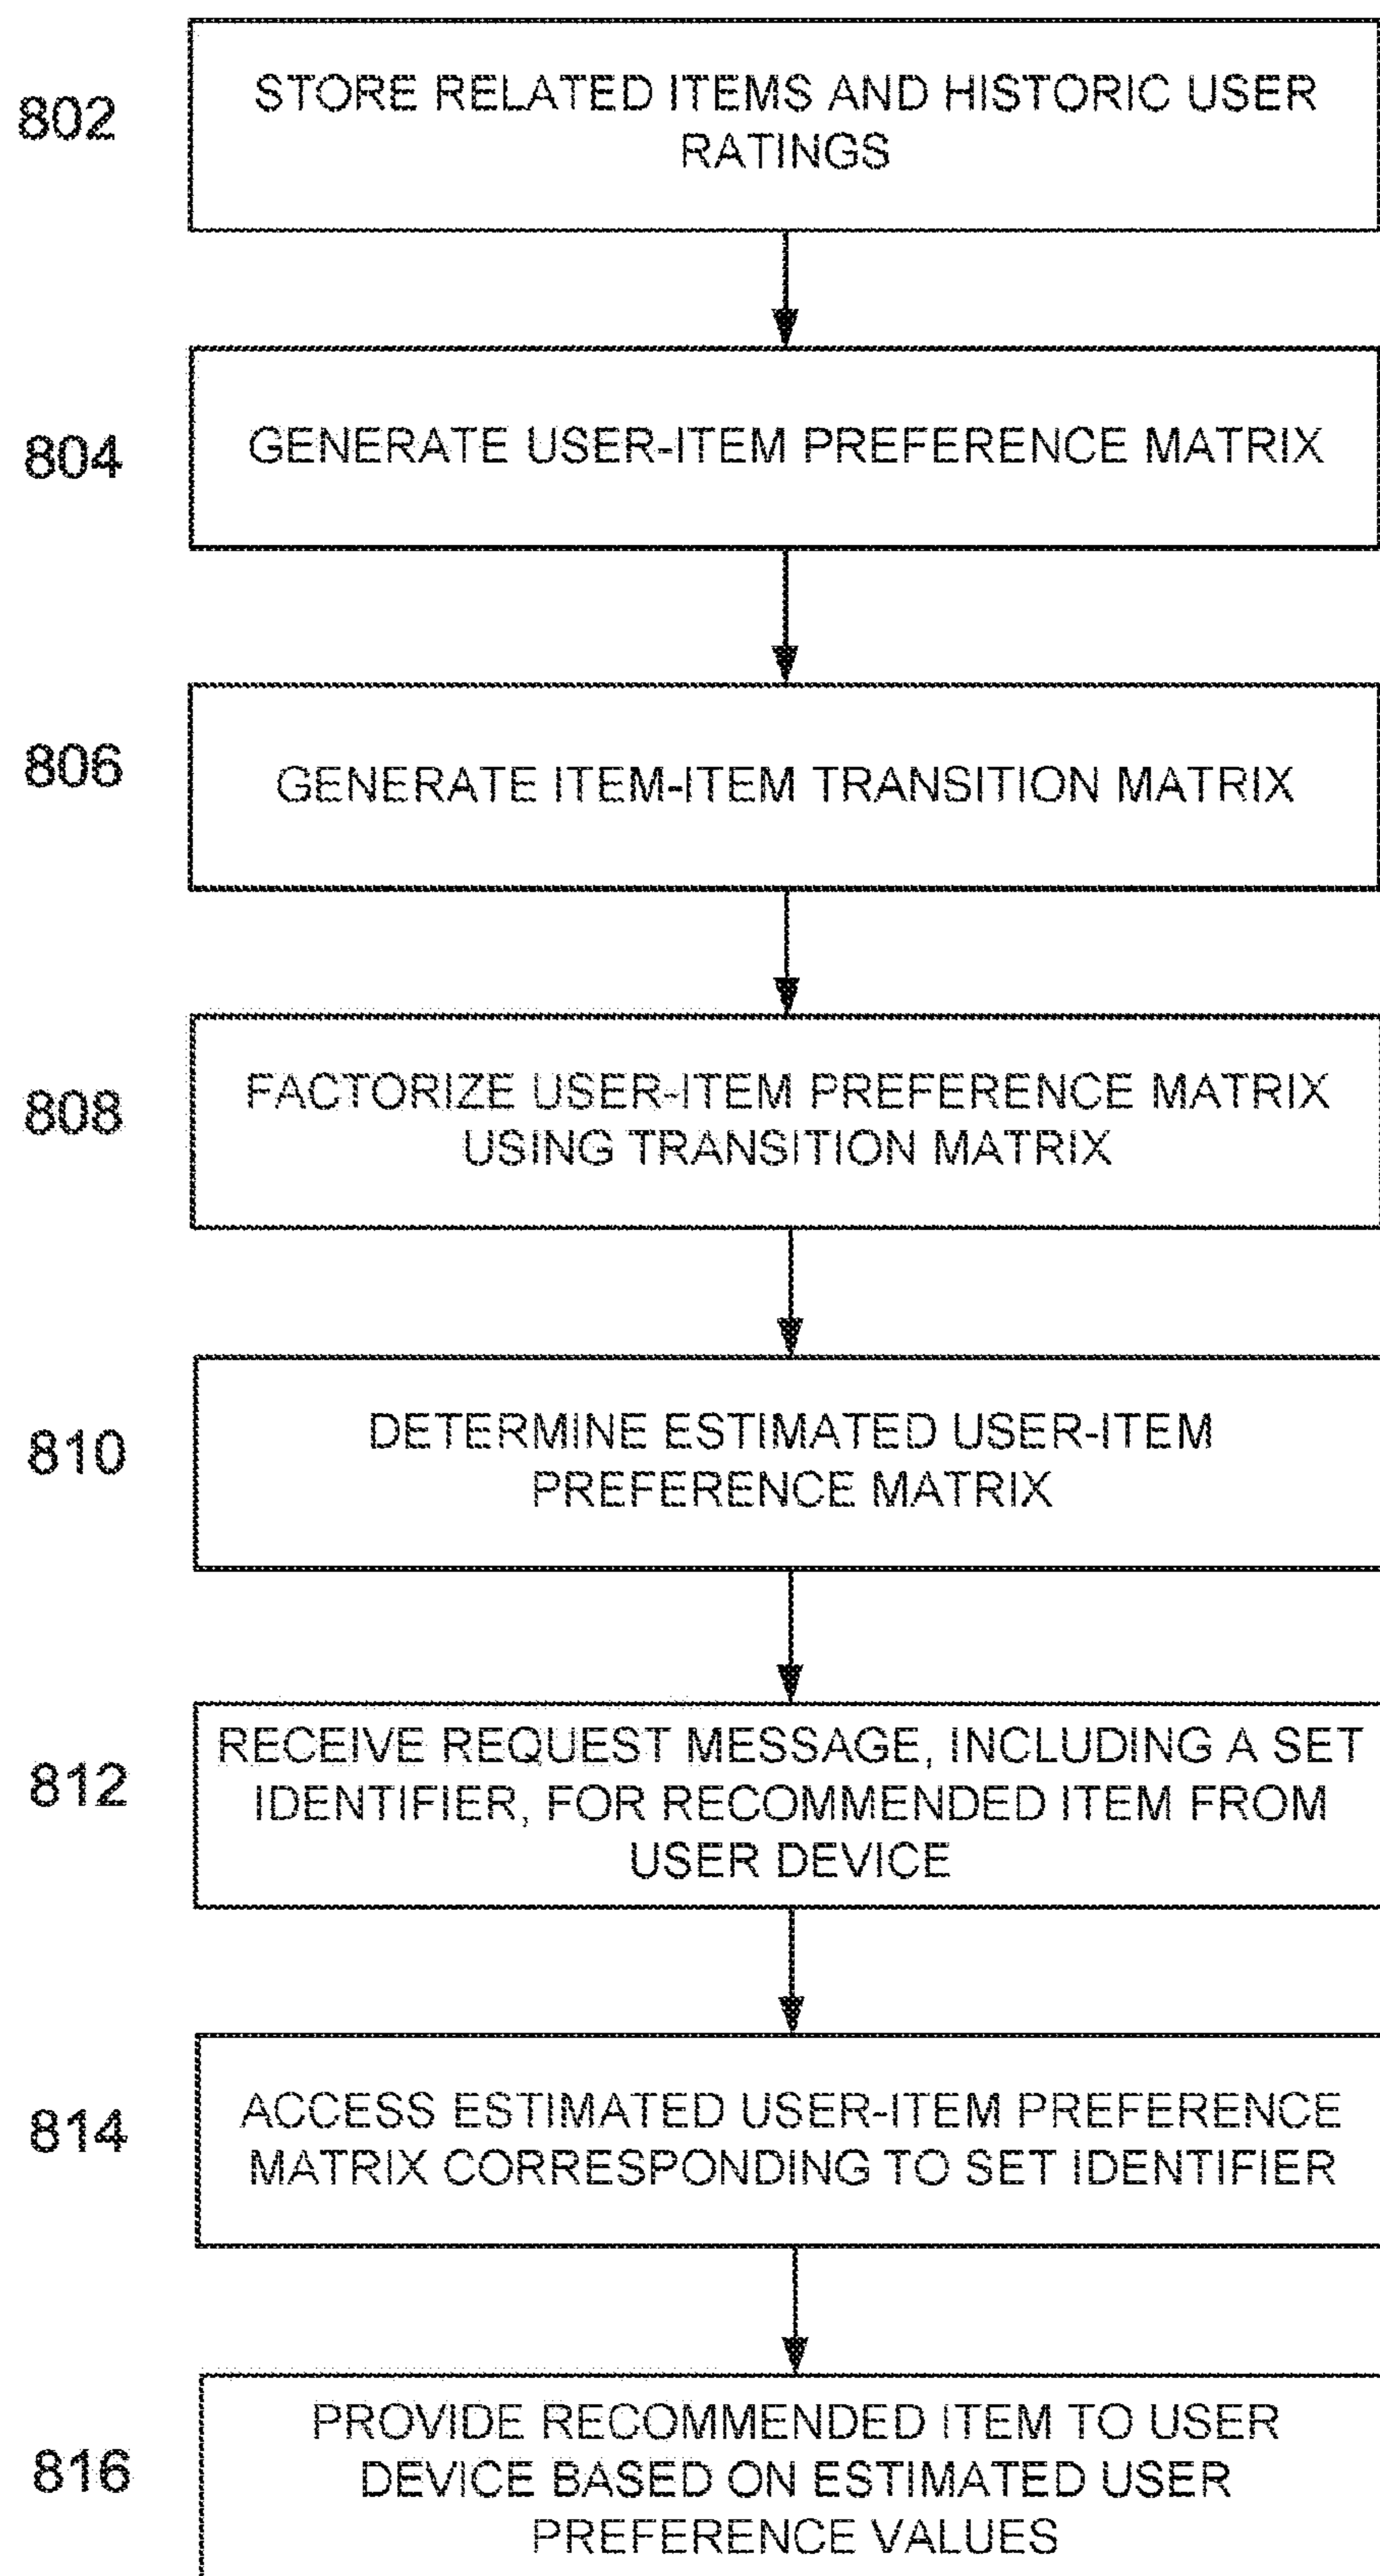 802
STORE RELATED ITEMS AND HISTORIC USER
RATINGS
804
GENERATE USER-ITEM PREFERENCE MATRIX
806
GENERATE ITEM-ITEM TRANSITION MATRIX
808
FACTORIZE USER-ITEM PREFERENCE MATRIX
USING TRANSITION MATRIX
810
DETERMINE ESTIMATED USER-ITEM
PREFERENCE MATRIX
812
RECEIVE REQUEST MESSAGE, INCLUDING A SET
IDENTIFIER, FOR RECOMMENDED ITEM FROM
USER DEVICE
814
ACCESS ESTIMATED USER-ITEM PREFERENCE
MATRIX CORRESPONDING TO SET IDENTIFIER
816
PROVIDE RECOMMENDED ITEM TO USER
DEVICE BASED ON ESTIMATED USER
PREFERENCE VALUES